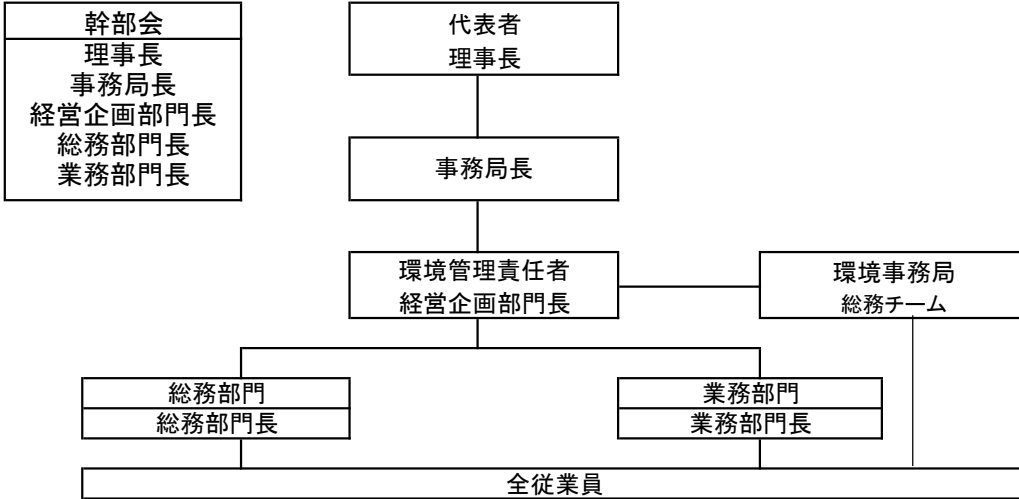 幹部会
理事長
事務局長
経営企画部門長
総務部門長
業務部門長
代表者
理事長
事務局長
環境管理責任者
経営企画部門長
環境事務局
総務チーム
総務部門
総務部門長
業務部門
業務部門長
全従業員